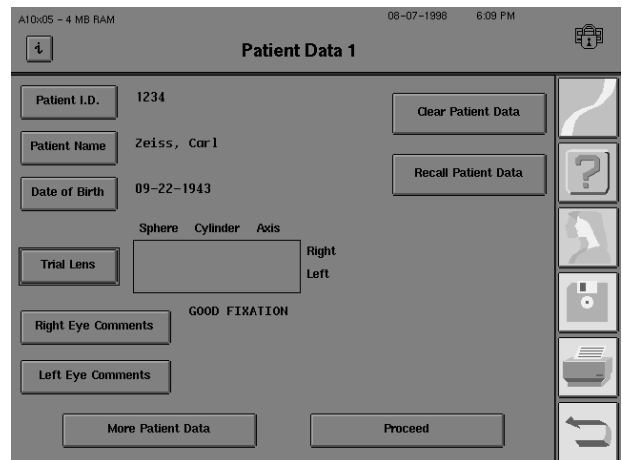 A10x05 - 4 MB RAM 08-07-1998 6:09 PM
i Patient Data 1
Patient I.D. 1234
Clear Patient Data
Patient Name Zeiss, Carl
Recall Patient Data
Date of Birth 09-22-1943
Sphere Cylinder Axis
Right
Trial Lens
Left
GOOD FIXATION
Right Eye Comments
Left Eye Comments
More Patient Data Proceed